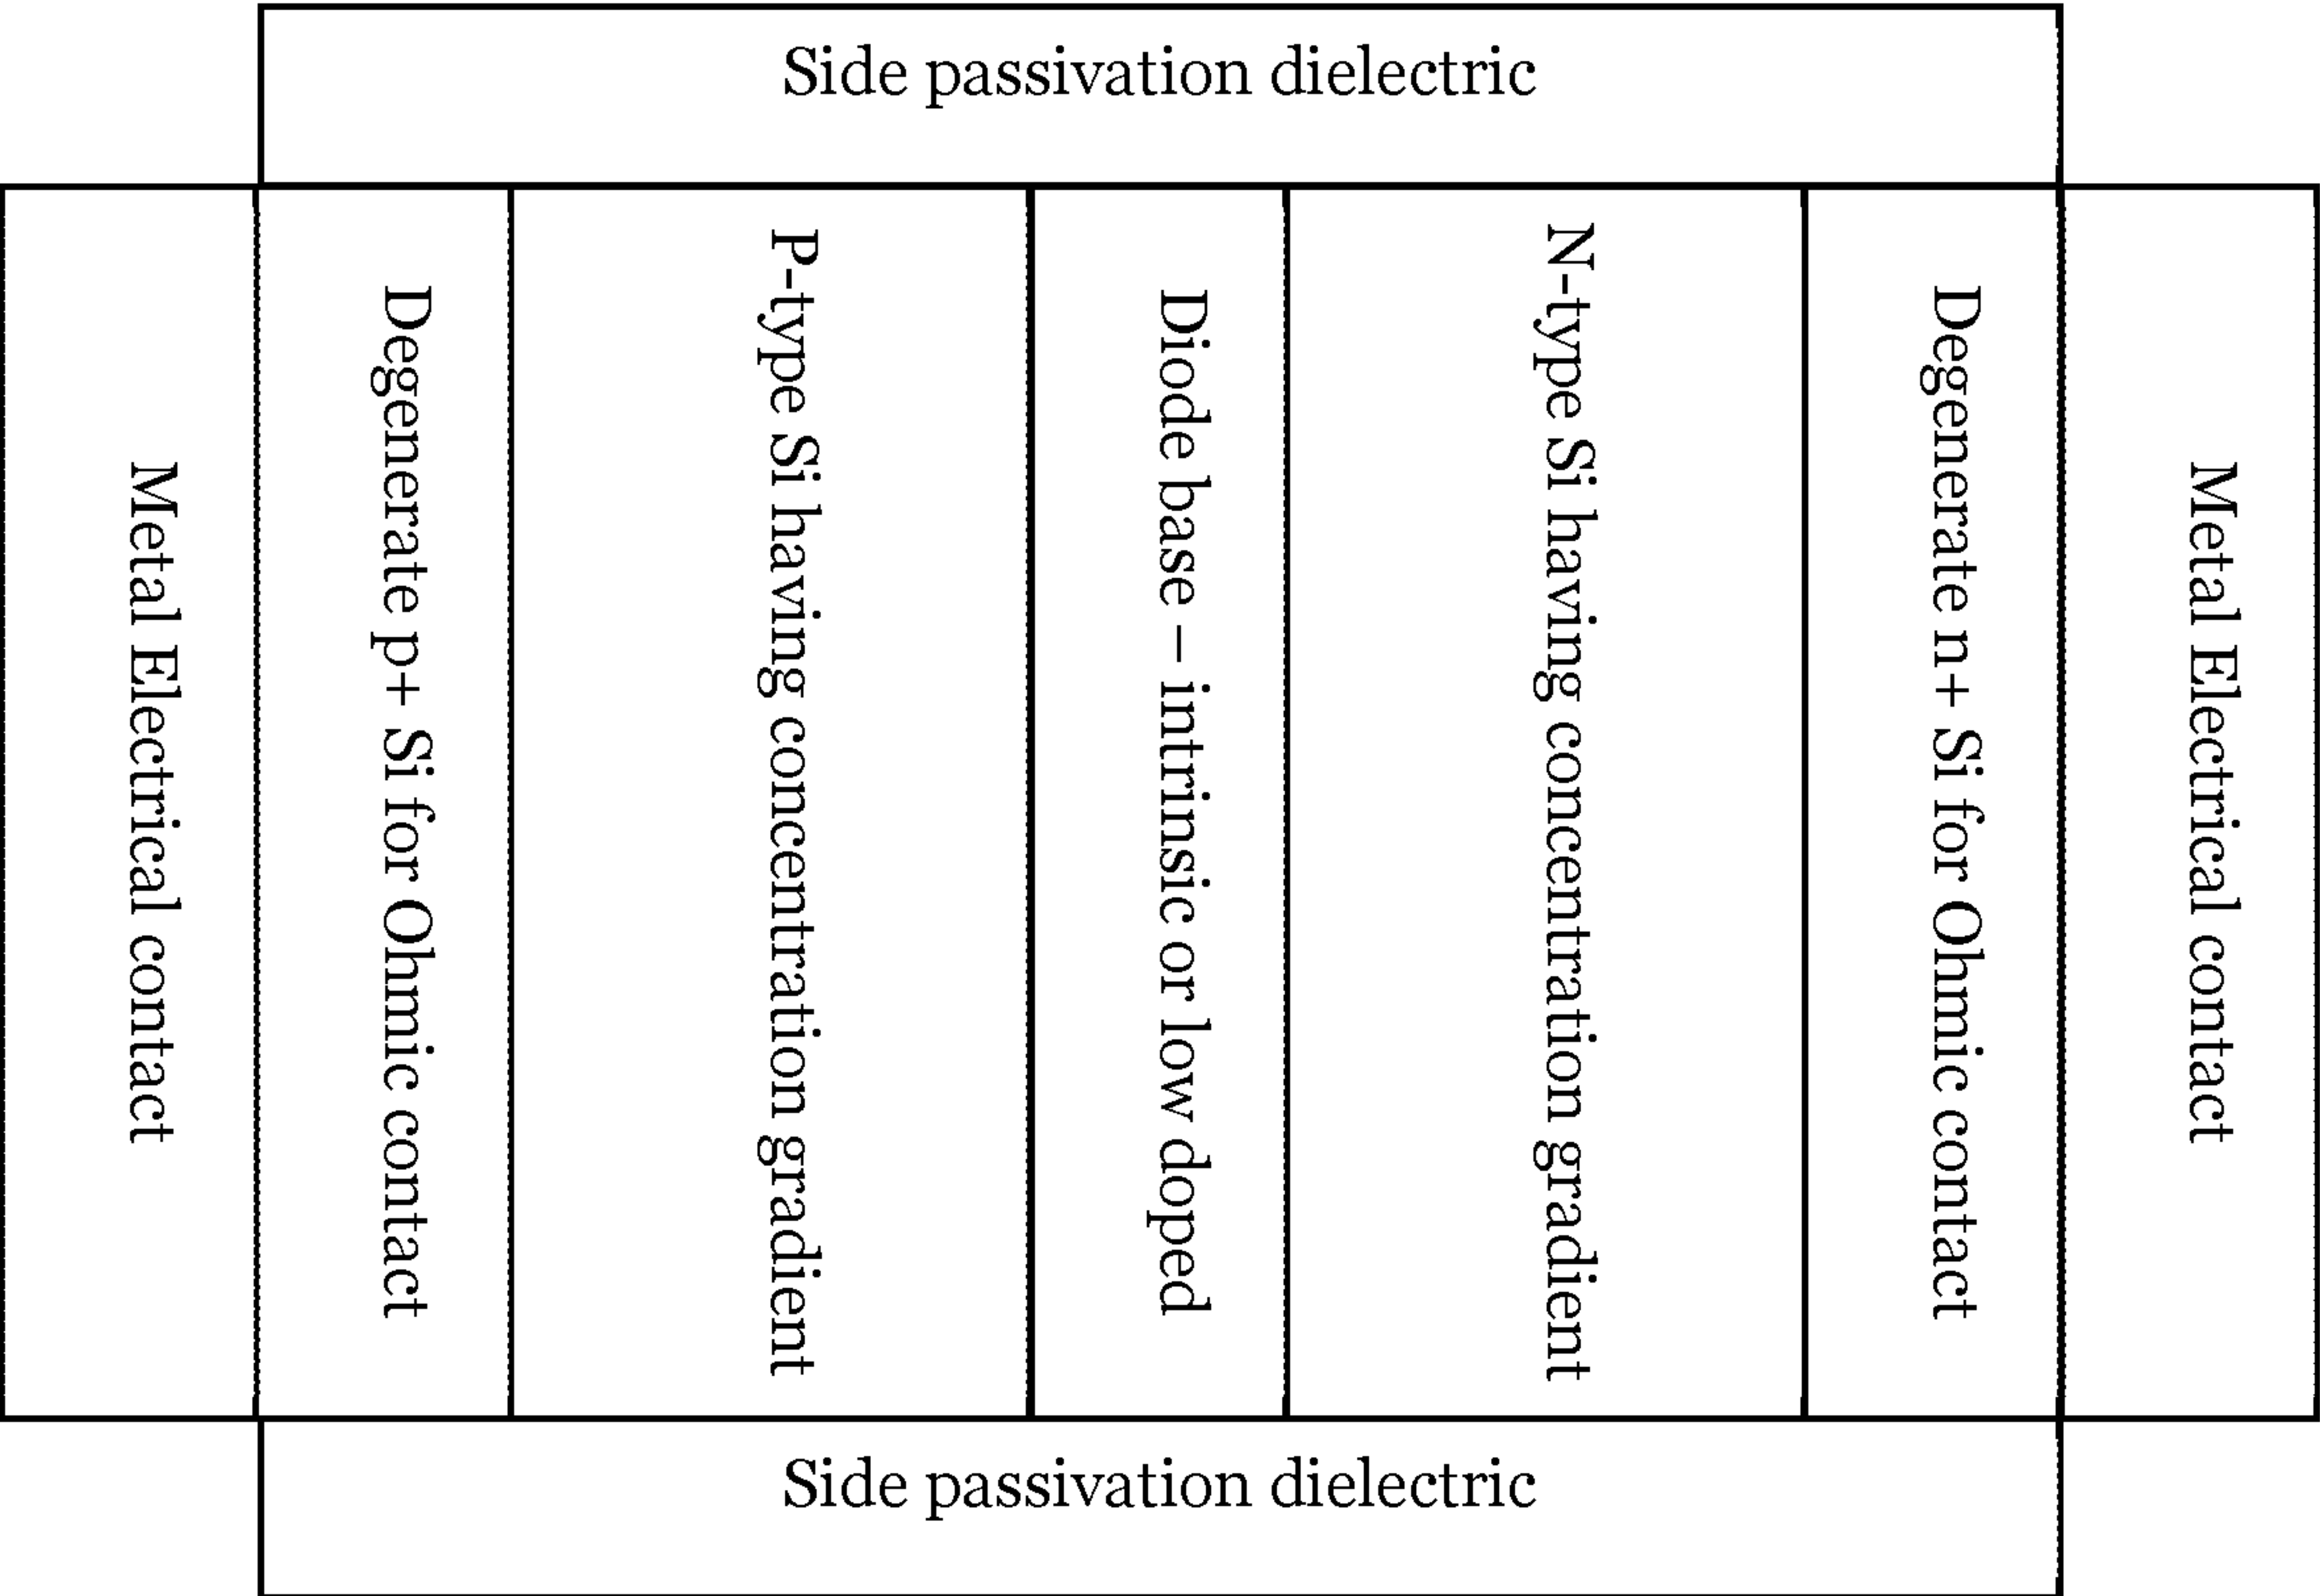 Side passivation dielectric
Metal Electrical contact
Degenerate p+ Si for Ohmic contact
P-type Si having concentration gradient
Diode base – intrinsic or low doped
N-type Si having concentration gradient
Degenerate n+ Si for Ohmic contact
Metal Electrical contact
Side passivation dielectric